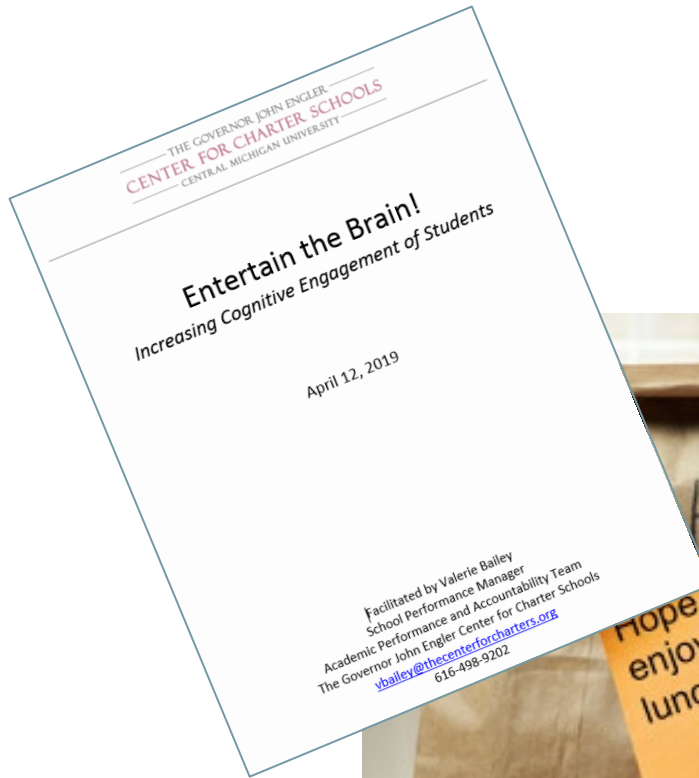 THE GOVERNOR JOHN ENGLER
CENTER FOR CHARTER SCHOOLS
CENTRAL MICHIGAN UNIVERSITY
Entertain the Brain!
Increasing Cognitive Engagement of Students
April 12, 2019
Facilitated by Valerie Bailey
School Performance Manager
Academic Performance and Accountability Team
The Governor John Engler Center for Charter Schools
vbailey@thecenterforcharters.org
616-498-9202
Hope
enjoy